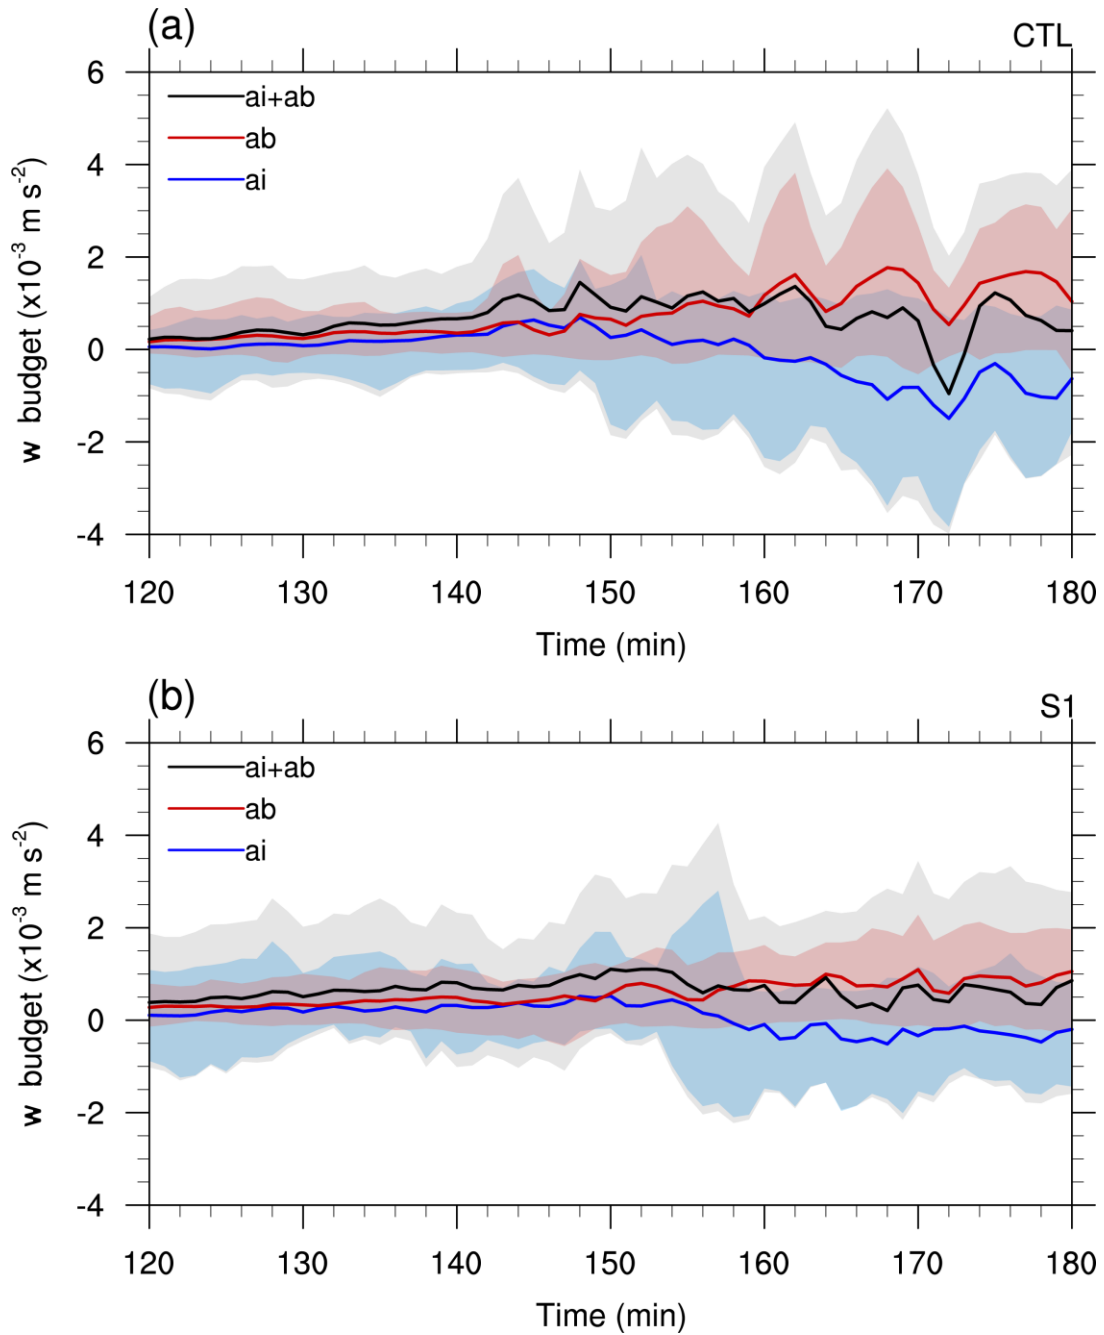 (a)
CTL
6
ai+ab
ab
ai
4
2
0
-2
-4
w budget (x10-3 m s-2)
120 130 140 150 160 170 180
Time (min)
(b)
S1
6
ai+ab
ab
ai
4
2
0
-2
-4
w budget (x10-3 m s-2)
120 130 140 150 160 170 180
Time (min)